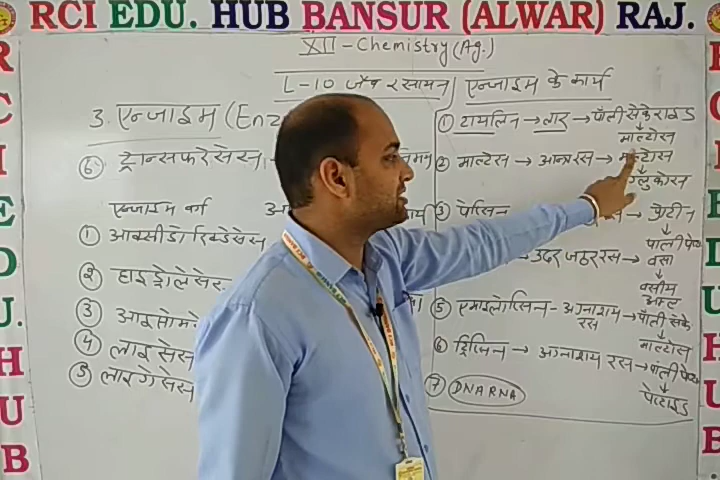 RCI EDU. HUB BANSUR (ALWAR) RAJ.
R C I E D U. H U B
XII - Chemistry (Ag.)
L-10 जैव रसायन / एन्जाइम के कार्य
3. एन्जाइम (Enz
⑥ ट्रान्सफरेसेस
एन्जाइम वर्ग
① आक्सीडोरिडेक्टेसेस
② हाइड्रोलेसेस
③ आइसोमे
④ लाइसेस
⑤ लाइगेसेस
① टायलिन → लार → पॉलीसेकेराइड
↓
माल्टोस
② माल्टेस → आन्त्ररस → माल्टोस
↓
ग्लुकोस
③ पेप्सिन → प्रोटीन
↓
पालीपेप
→ उदर जठररस → वसा
↓
वसीय अम्ल
⑤ एमाइलोप्सिन - अग्नाशय रस → पॉलीसेके
↓
माल्टोस
⑥ ट्रिप्सिन → अग्नाशय रस → पॉलीपेप
↓
पेप्टाइड
⑦ DNA RNA
R C I E D U H U B